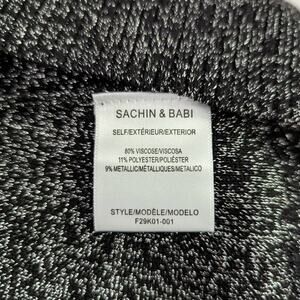 SACHIN & BABI
SELF/EXTÉRIEUR/EXTERIOR
80% VISCOSE/VISCOSA
11% POLYESTER/POLIÉSTER
9% METALLIC/MÉTALLIQUES/METALICO
STYLE/MODÈLE/MODELO
F29K01-001